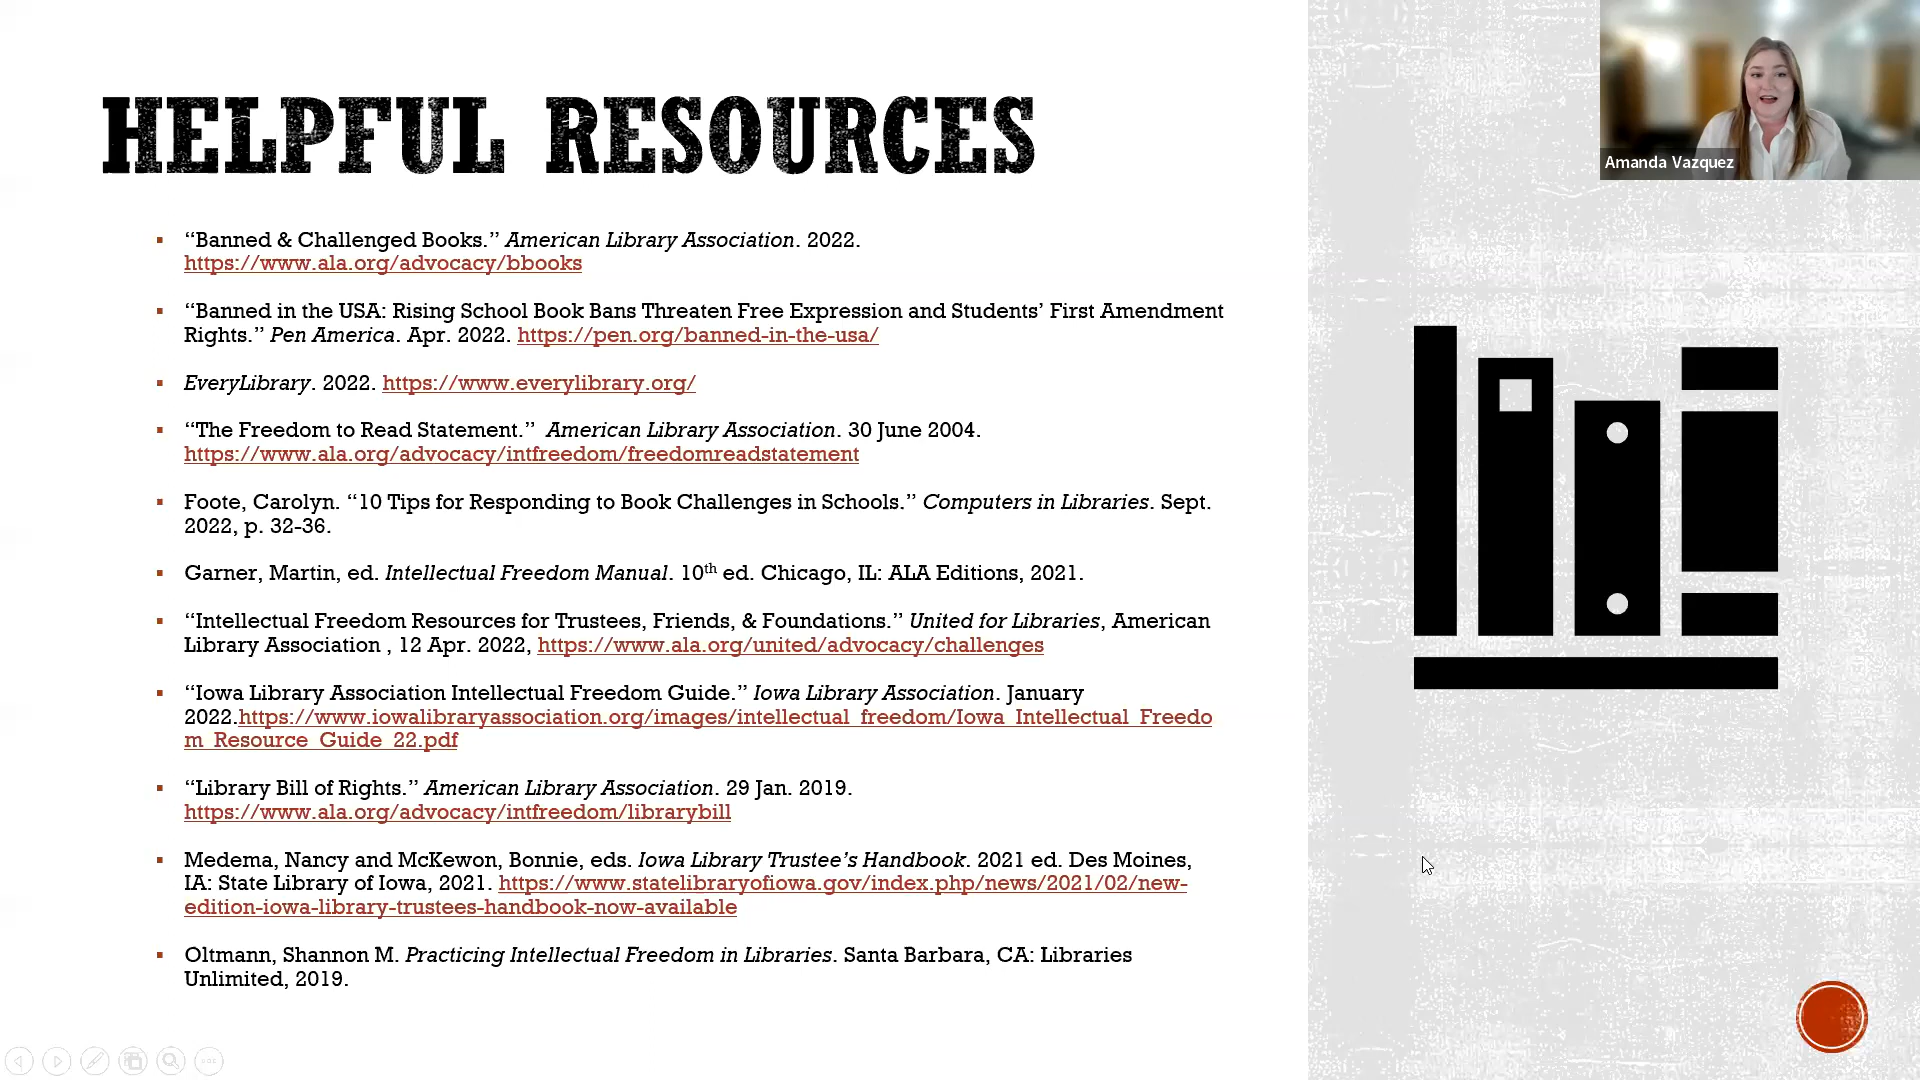 HELPFUL RESOURCES
Amanda Vazquez
▪ “Banned & Challenged Books.” American Library Association. 2022.
https://www.ala.org/advocacy/bbooks
▪ “Banned in the USA: Rising School Book Bans Threaten Free Expression and Students’ First Amendment
Rights.” Pen America. Apr. 2022. https://pen.org/banned-in-the-usa/
▪ EveryLibrary. 2022. https://www.everylibrary.org/
▪ “The Freedom to Read Statement.” American Library Association. 30 June 2004.
https://www.ala.org/advocacy/intfreedom/freedomreadstatement
▪ Foote, Carolyn. “10 Tips for Responding to Book Challenges in Schools.” Computers in Libraries. Sept.
2022, p. 32-36.
▪ Garner, Martin, ed. Intellectual Freedom Manual. 10th ed. Chicago, IL: ALA Editions, 2021.
▪ “Intellectual Freedom Resources for Trustees, Friends, & Foundations.” United for Libraries, American
Library Association , 12 Apr. 2022, https://www.ala.org/united/advocacy/challenges
▪ “Iowa Library Association Intellectual Freedom Guide.” Iowa Library Association. January
2022.https://www.iowalibraryassociation.org/images/intellectual_freedom/Iowa_Intellectual_Freedo
m_Resource_Guide_22.pdf
▪ “Library Bill of Rights.” American Library Association. 29 Jan. 2019.
https://www.ala.org/advocacy/intfreedom/librarybill
▪ Medema, Nancy and McKewon, Bonnie, eds. Iowa Library Trustee’s Handbook. 2021 ed. Des Moines,
IA: State Library of Iowa, 2021. https://www.statelibraryofiowa.gov/index.php/news/2021/02/new-
edition-iowa-library-trustees-handbook-now-available
▪ Oltmann, Shannon M. Practicing Intellectual Freedom in Libraries. Santa Barbara, CA: Libraries
Unlimited, 2019.